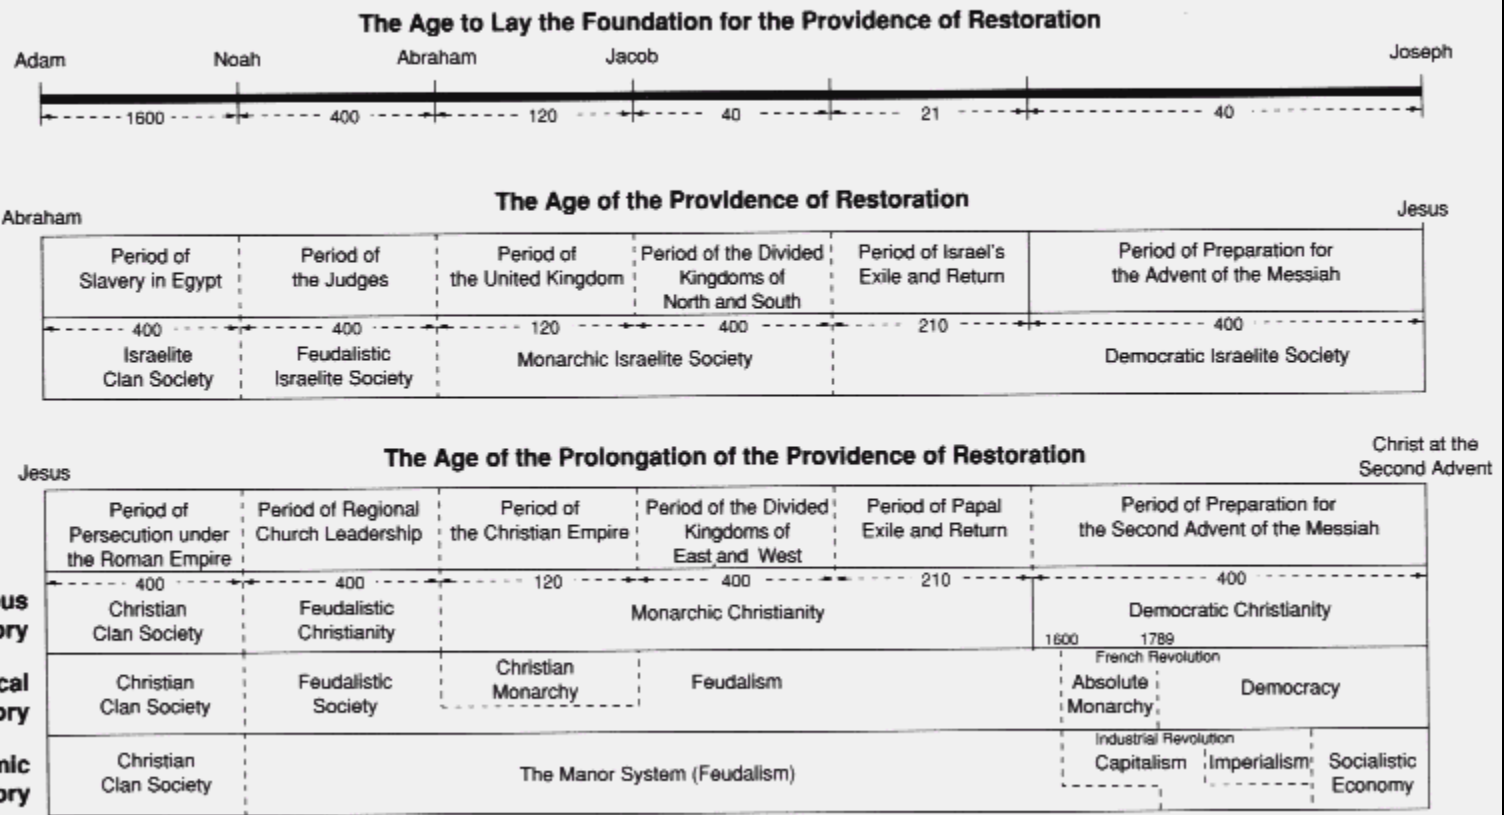 The Age to Lay the Foundation for the Providence of Restoration
Adam Noah Abraham Jacob Joseph
1600 400 120 40 21 40
The Age of the Providence of Restoration
Abraham Jesus
Period of Slavery in Egypt
Period of the Judges
Period of the United Kingdom
Period of the Divided Kingdoms of North and South
Period of Israel's Exile and Return
Period of Preparation for the Advent of the Messiah
400 400 120 400 210 400
Israelite Clan Society
Feudalistic Israelite Society
Monarchic Israelite Society
Democratic Israelite Society
The Age of the Prolongation of the Providence of Restoration
Jesus
Christ at the Second Advent
Period of Persecution under the Roman Empire
Period of Regional Church Leadership
Period of the Christian Empire
Period of the Divided Kingdoms of East and West
Period of Papal Exile and Return
Period of Preparation for the Second Advent of the Messiah
400 400 120 400 210 400
us
ry
Christian Clan Society
Feudalistic Christianity
Monarchic Christianity
Democratic Christianity
1600 1789
French Revolution
cal
ory
Christian Clan Society
Feudalistic Society
Christian Monarchy
Feudalism
Absolute Monarchy
Democracy
Industrial Revolution
nic
ory
Christian Clan Society
The Manor System (Feudalism)
Capitalism
Imperialism
Socialistic Economy